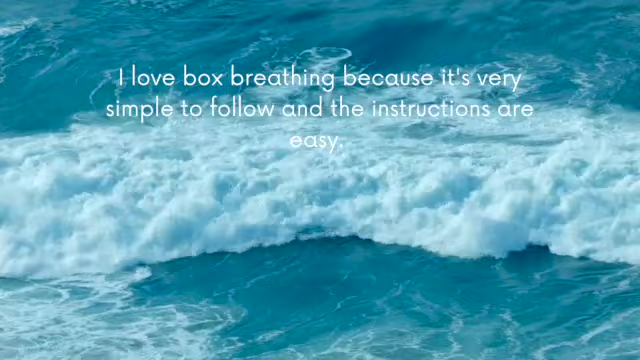 I love box breathing because it's very
simple to follow and the instructions are
easy.